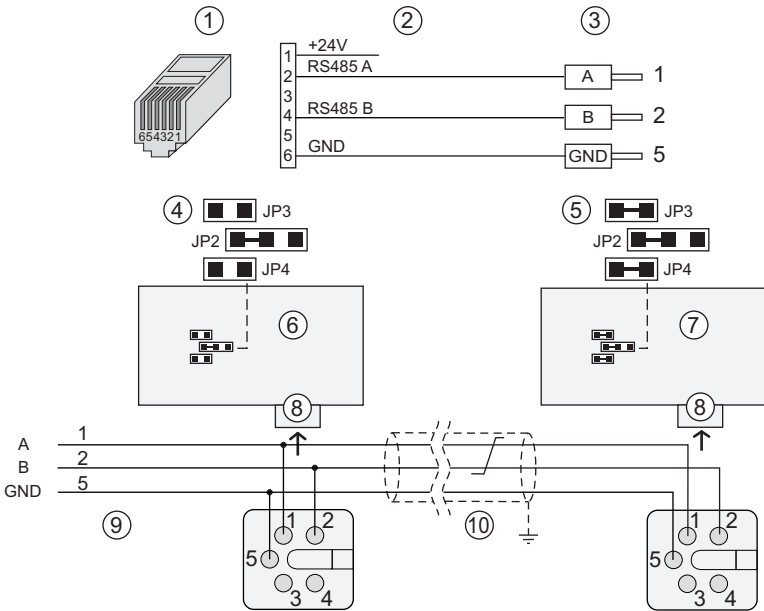 1 2 3
654321
1 +24V
2 RS485 A A 1
3
4 RS485 B B 2
5
6 GND GND 5
4 JP3 5 JP3
JP2 JP2
JP4 JP4
6 7
8 8
A 1
B 2
GND 5
9 10
1 2 1 2
5 5
3 4 3 4